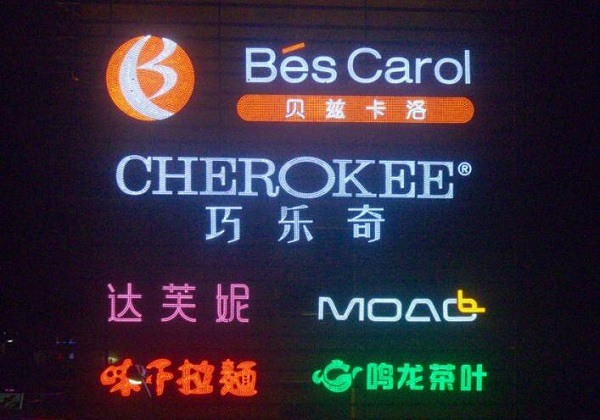 Bés Carol
贝兹卡洛
CHEROKEE®
巧乐奇
达芙妮 MOAO
味千拉麵 鸣龙茶叶